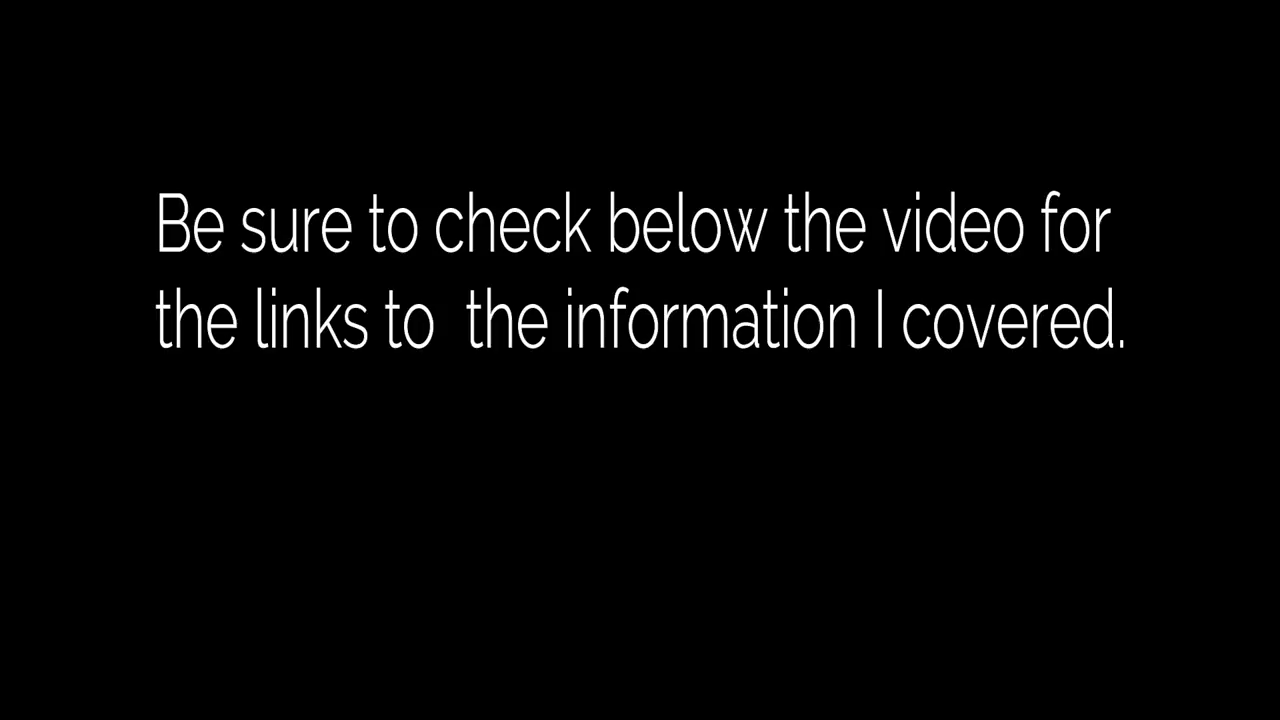 Be sure to check below the video for
the links to  the information I covered.